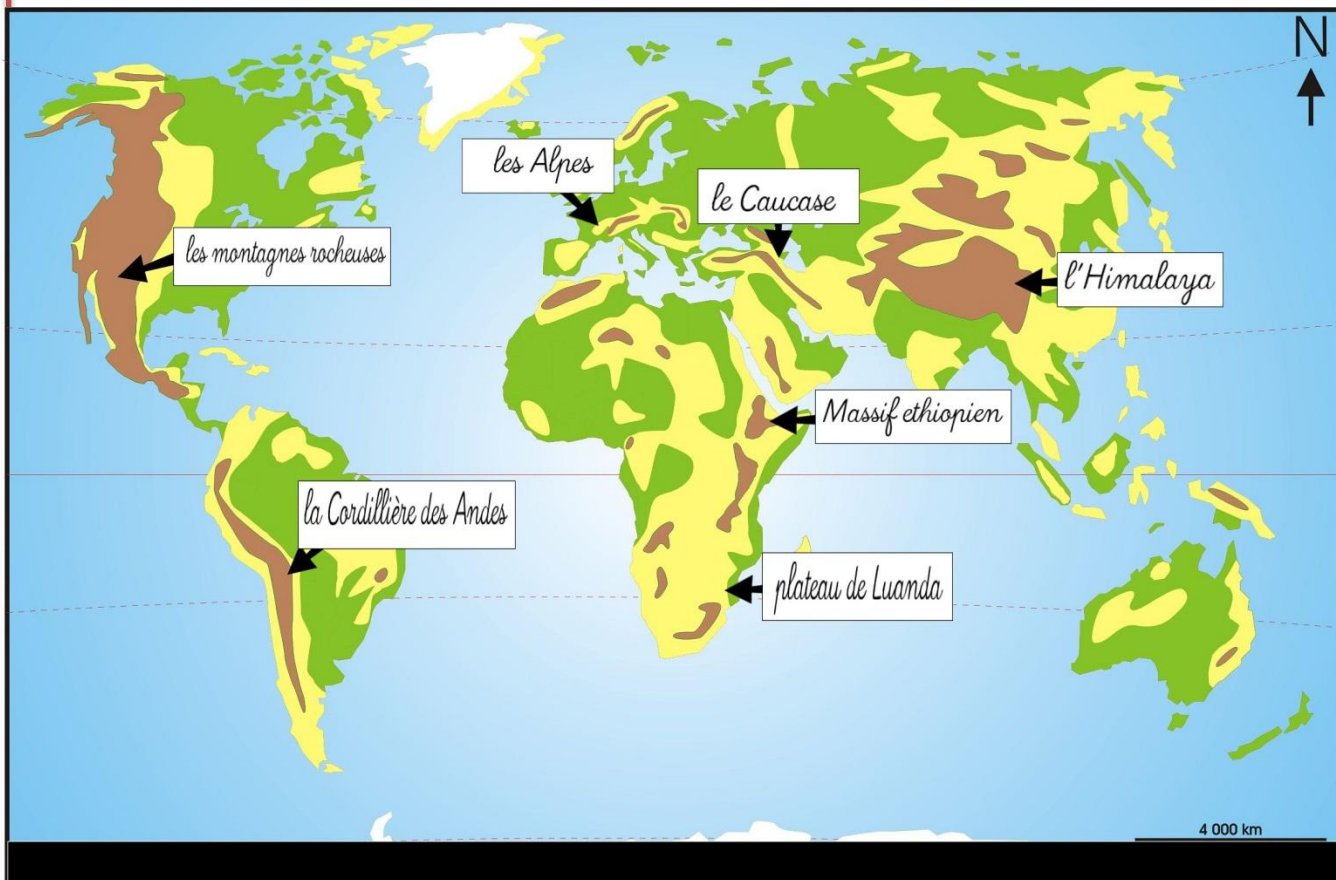 N
les Alpes
le Caucase
les montagnes rocheuses
l'Himalaya
Massif ethiopien
la Cordillière des Andes
plateau de Luanda
4 000 km